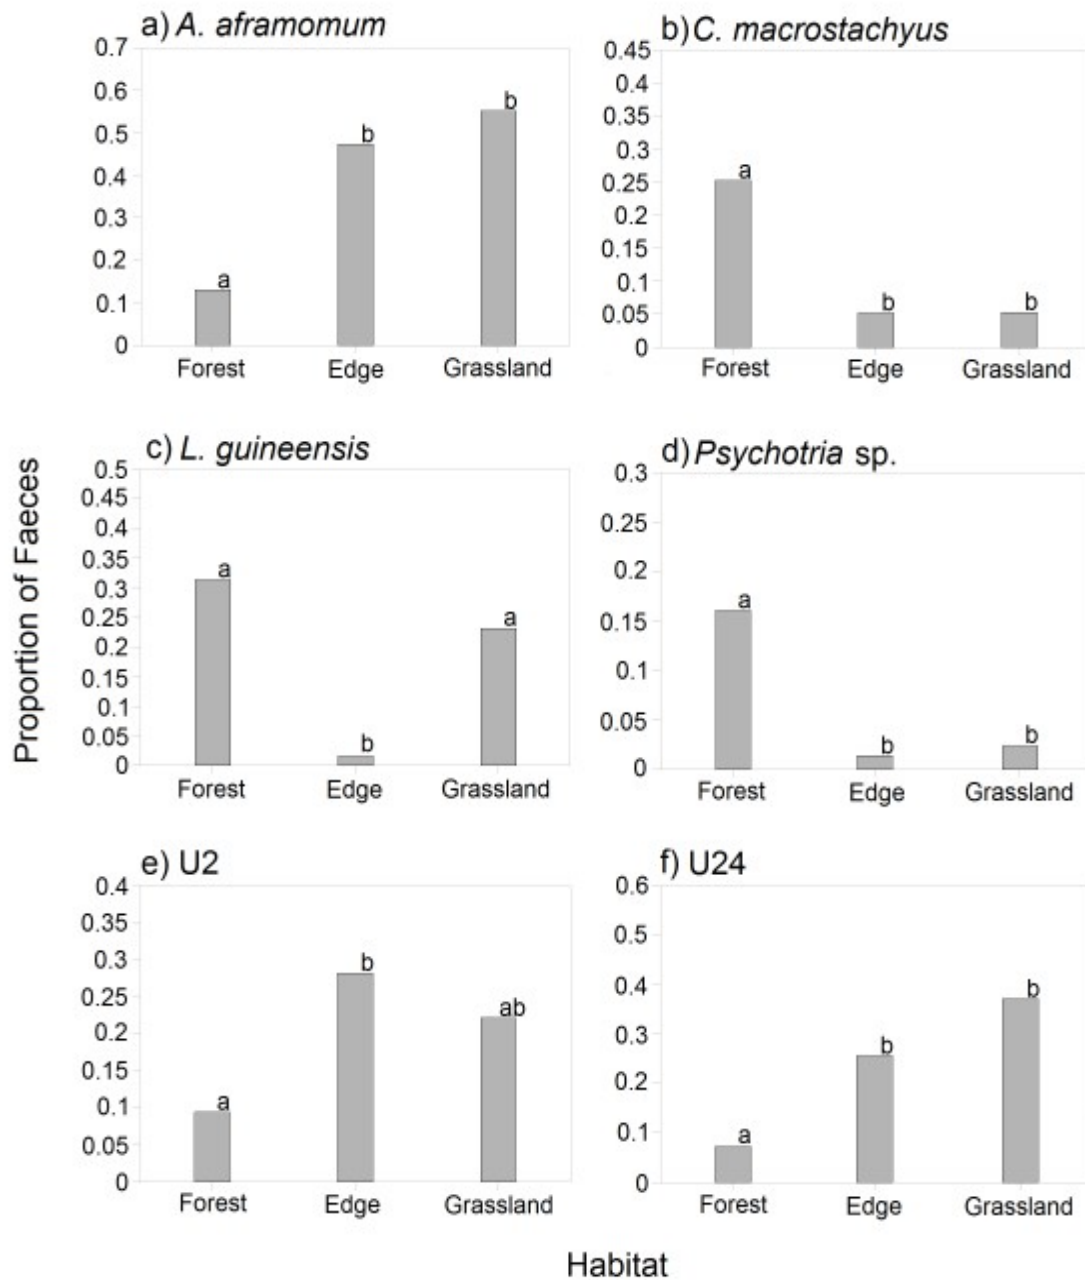 a) A. aframomum
0.7
0.6
0.5
0.4
0.3
0.2
0.1
0
a
b
b
Forest Edge Grassland
b) C. macrostachyus
0.45
0.4
0.35
0.3
0.25
0.2
0.15
0.1
0.05
0
a
b
b
Forest Edge Grassland
Proportion of Faeces
c) L. guineensis
0.5
0.45
0.4
0.35
0.3
0.25
0.2
0.15
0.1
0.05
0
a
b
a
Forest Edge Grassland
d) Psychotria sp.
0.3
0.25
0.2
0.15
0.1
0.05
0
a
b
b
Forest Edge Grassland
e) U2
0.4
0.35
0.3
0.25
0.2
0.15
0.1
0.05
0
a
b
ab
Forest Edge Grassland
f) U24
0.6
0.5
0.4
0.3
0.2
0.1
0
a
b
b
Forest Edge Grassland
Habitat